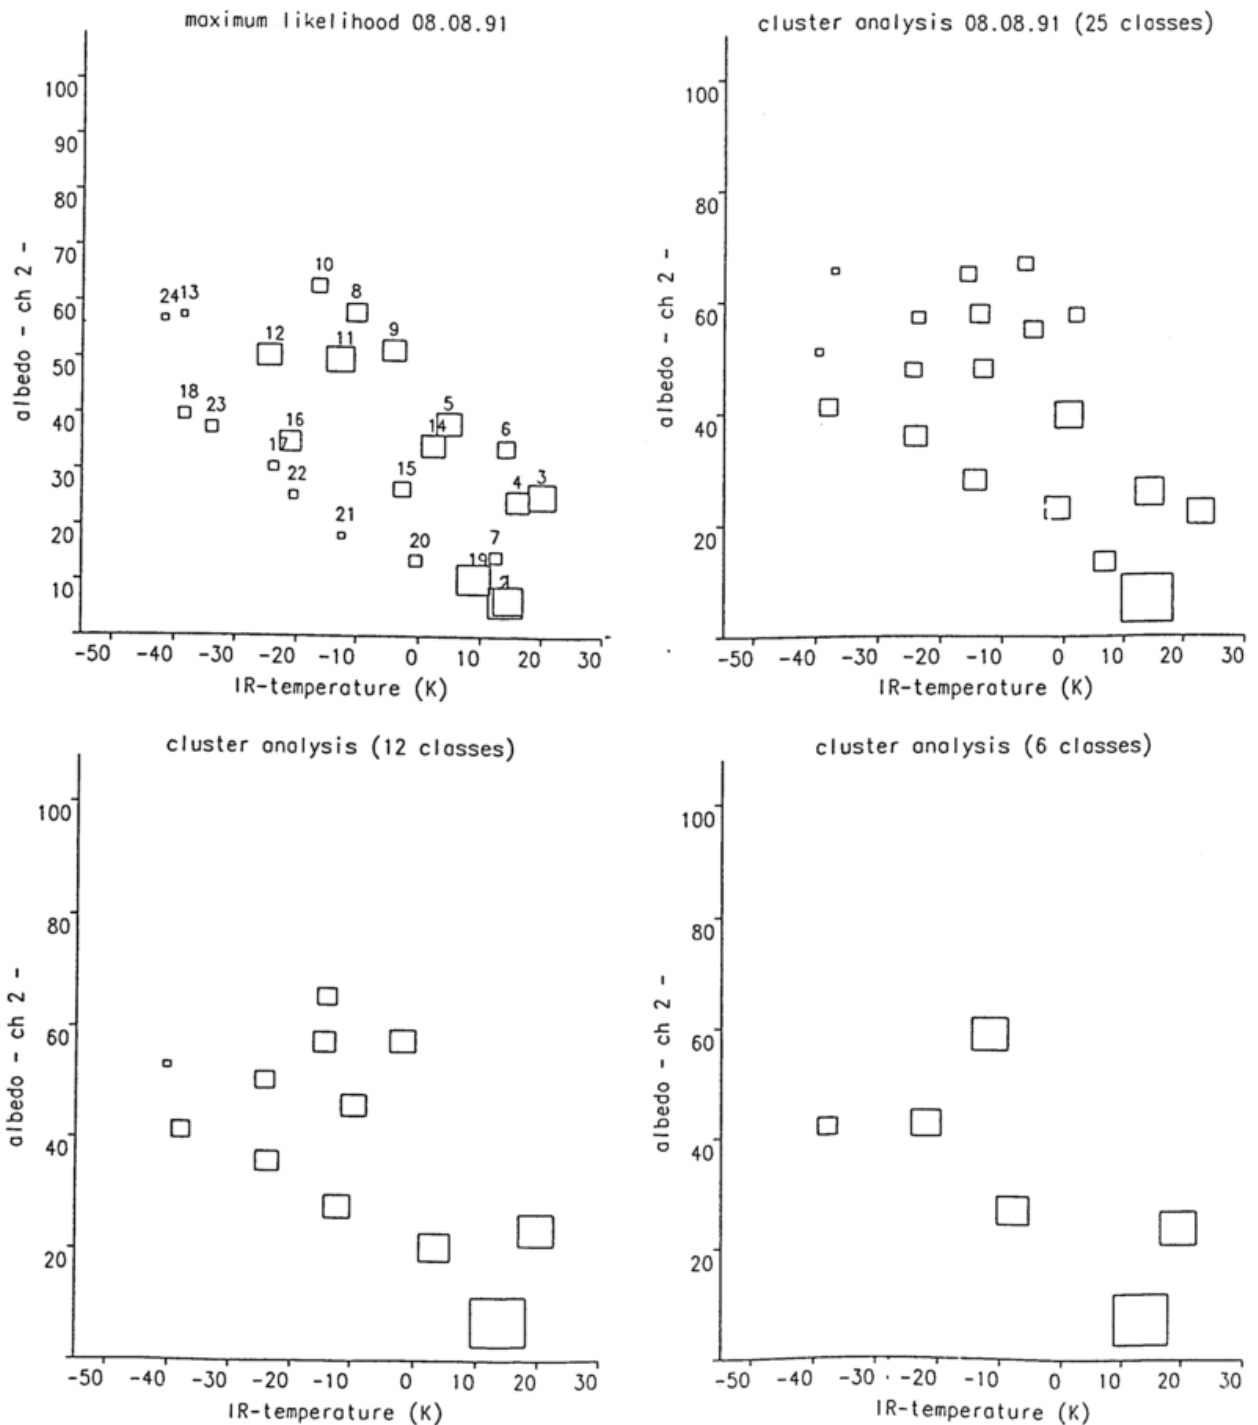 maximum likelihood 08.08.91
100
90
80
70
60
50
40
30
20
10
albedo - ch 2 -
10
8
24 13
12
11
9
18
23
16
17
22
5
14
6
15
4
3
21
20
7
19
2 1
-50 -40 -30 -20 -10 0 10 20 30
IR-temperature (K)
cluster analysis 08.08.91 (25 classes)
100
80
60
40
20
albedo - ch 2 -
-50 -40 -30 -20 -10 0 10 20 30
IR-temperature (K)
cluster analysis (12 classes)
100
80
60
40
20
albedo - ch 2 -
-50 -40 -30 -20 -10 0 10 20 30
IR-temperature (K)
cluster analysis (6 classes)
100
80
60
40
20
albedo - ch 2 -
-50 -40 -30 -20 -10 0 10 20 30
IR-temperature (K)